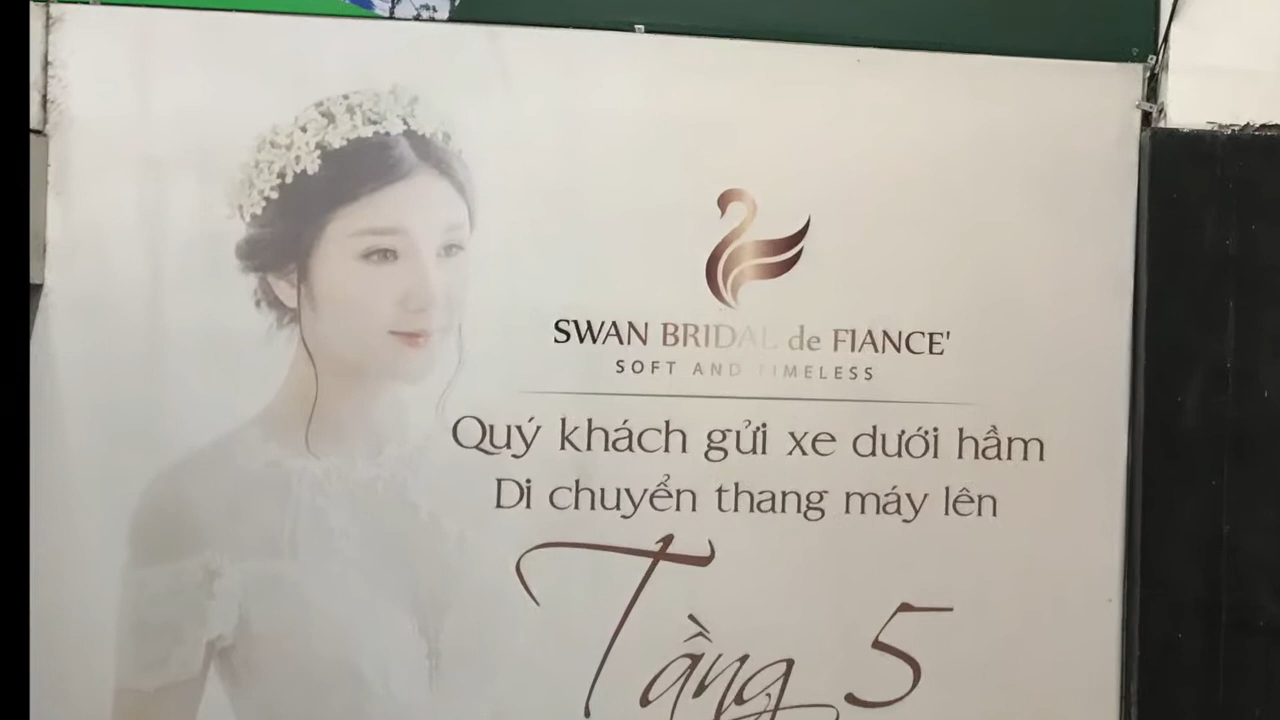 SWAN BRIDAL de FIANCE'
SOFT AND TIMELESS
Quý khách gửi xe dưới hầm
Di chuyển thang máy lên
Tầng 5